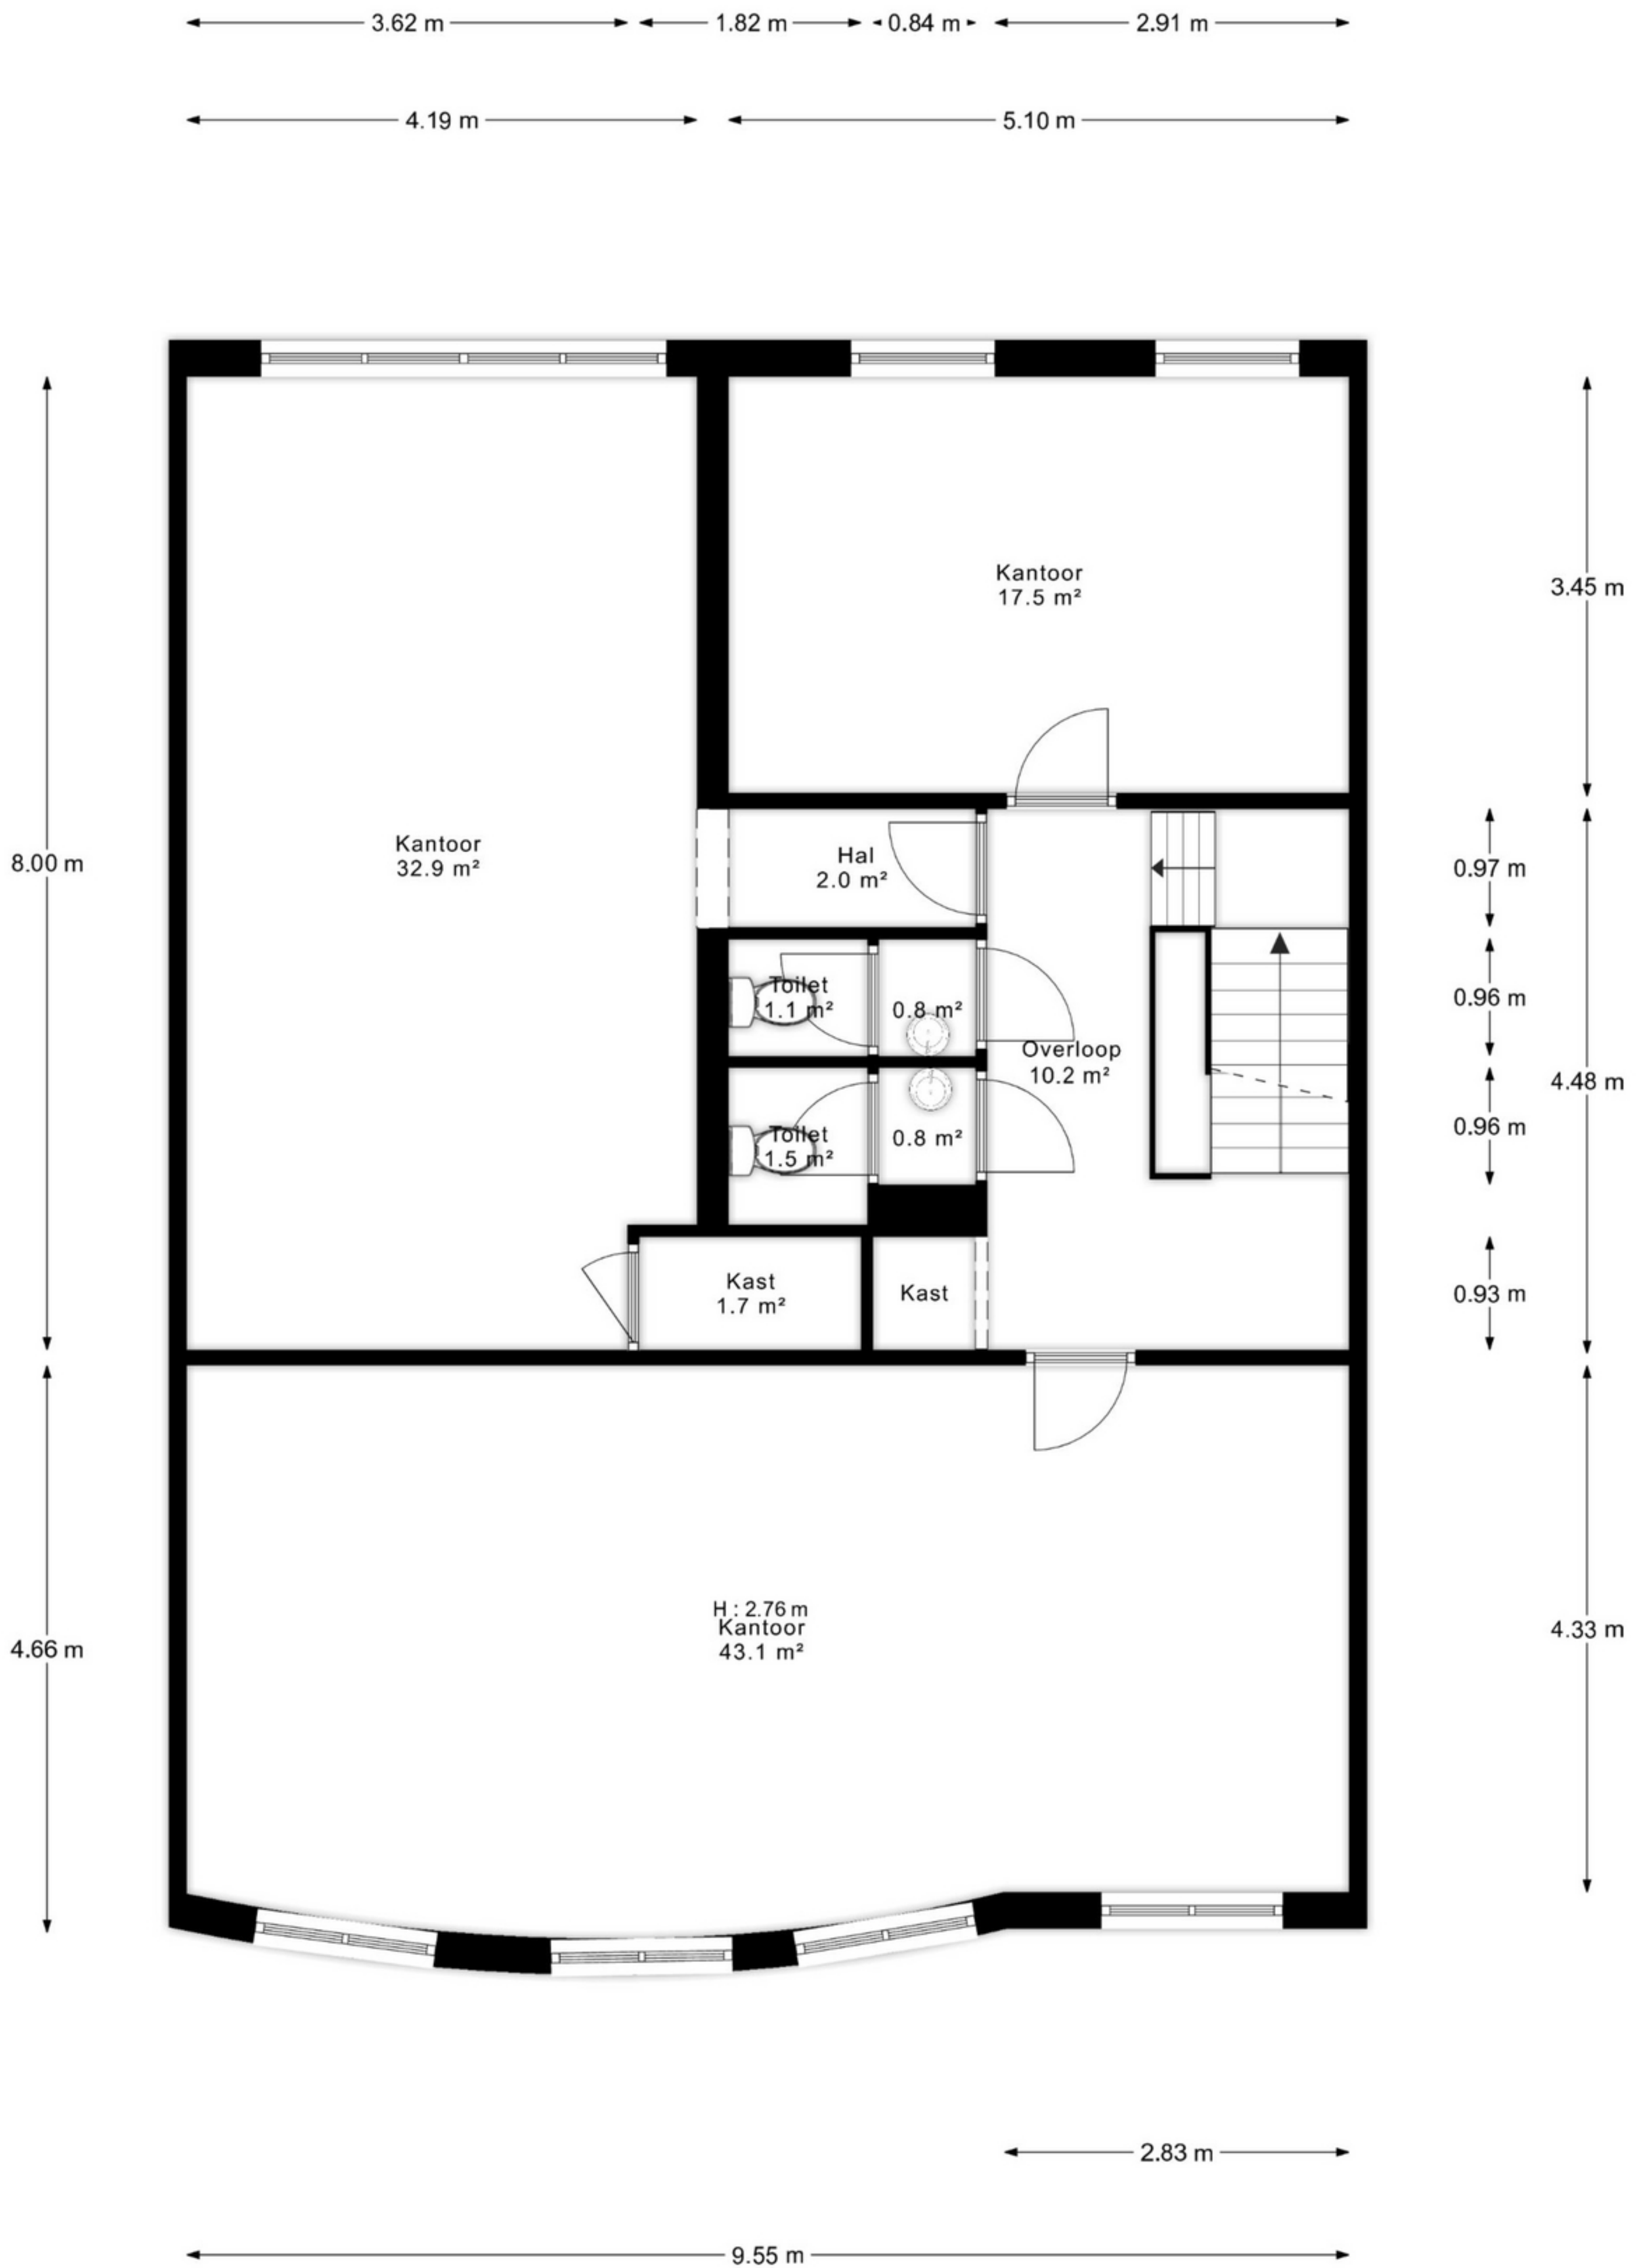 3.62 m
1.82 m
0.84 m
2.91 m
4.19 m
5.10 m
Kantoor
17.5 m²
3.45 m
Kantoor
32.9 m²
8.00 m
Hal
2.0 m²
0.97 m
Toilet
1.1 m²
0.8 m²
0.96 m
Overloop
10.2 m²
4.48 m
Toilet
1.5 m²
0.8 m²
0.96 m
Kast
1.7 m²
Kast
0.93 m
H : 2.76 m
Kantoor
43.1 m²
4.66 m
4.33 m
2.83 m
9.55 m